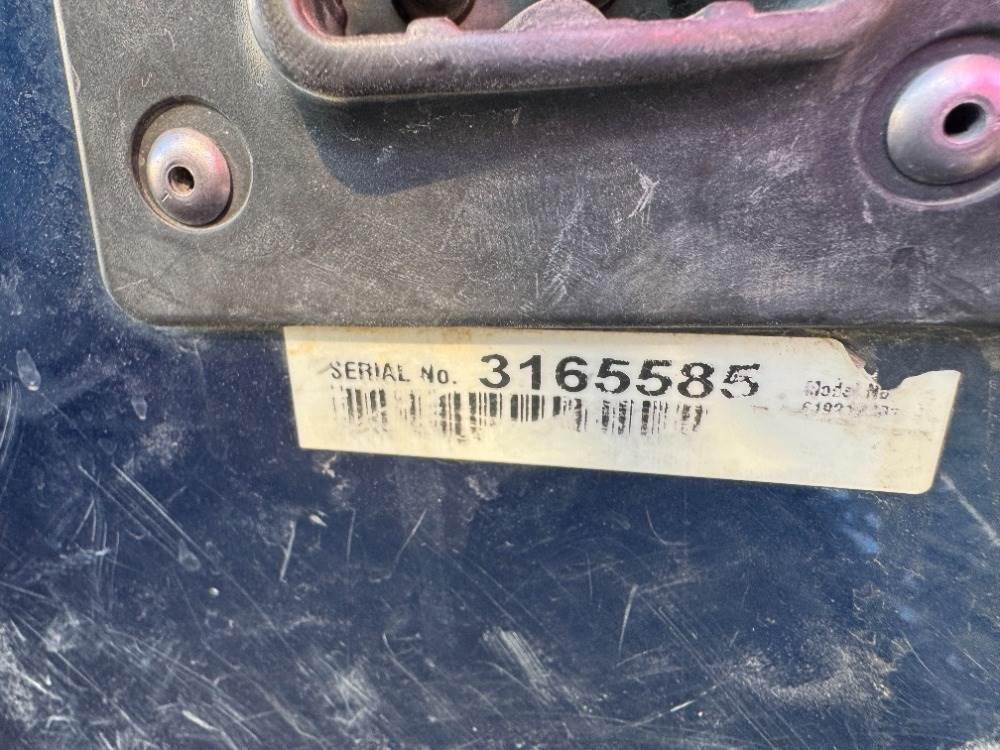 SERIAL No. 3165585
Model No